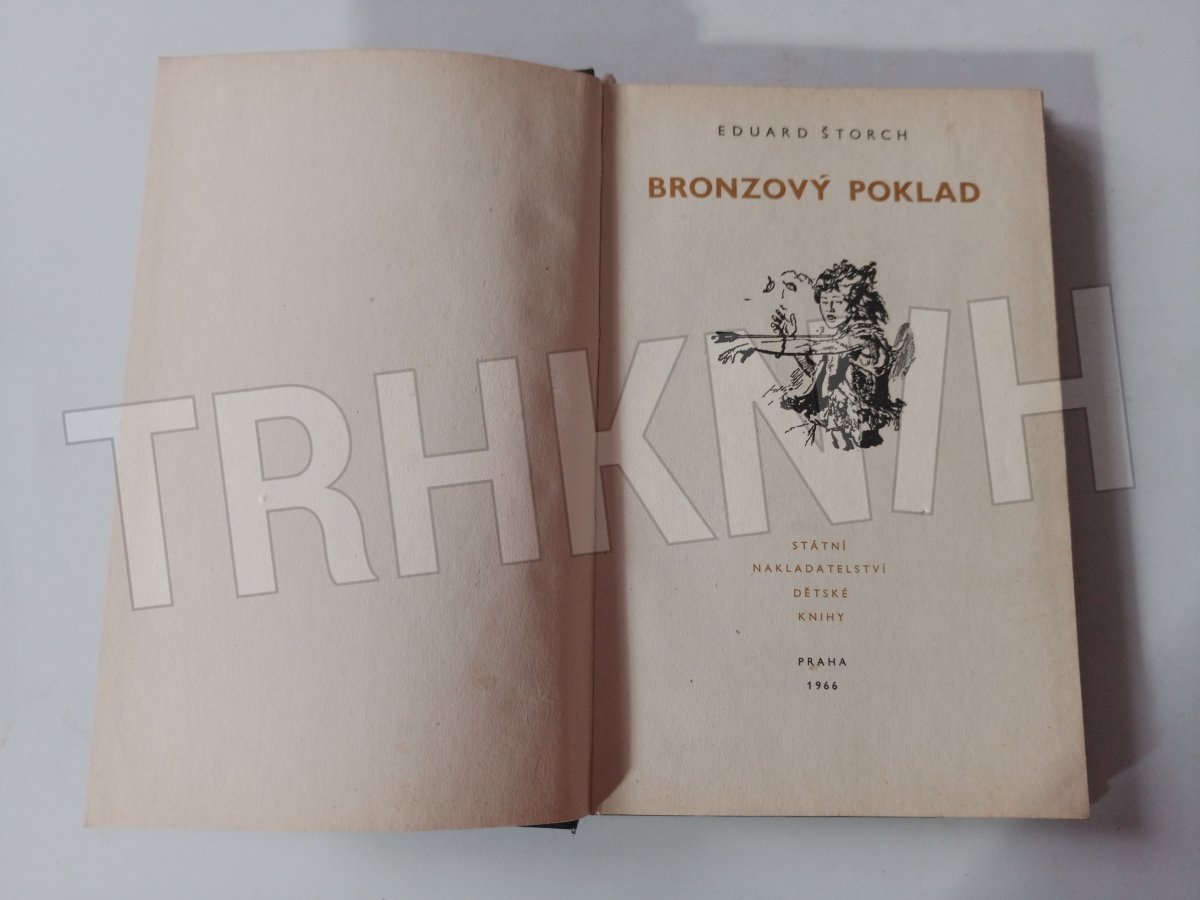 EDUARD ŠTORCH
BRONZOVÝ POKLAD
TRHKNIH
STÁTNÍ
NAKLADATELSTVÍ
DĚTSKÉ
KNIHY
PRAHA
1966